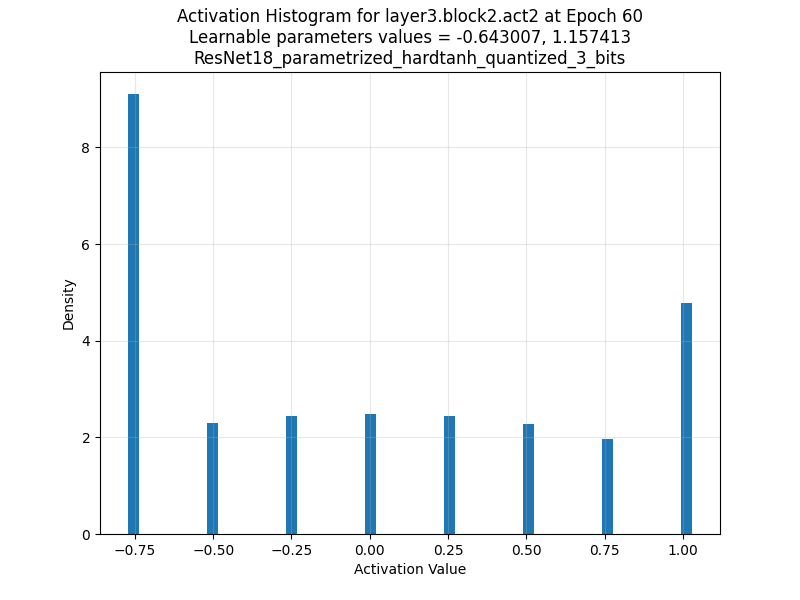 Activation Histogram for layer3.block2.act2 at Epoch 60
Learnable parameters values = -0.643007, 1.157413
ResNet18_parametrized_hardtanh_quantized_3_bits
8
6
4
2
0
Density
−0.75 −0.50 −0.25 0.00 0.25 0.50 0.75 1.00
Activation Value